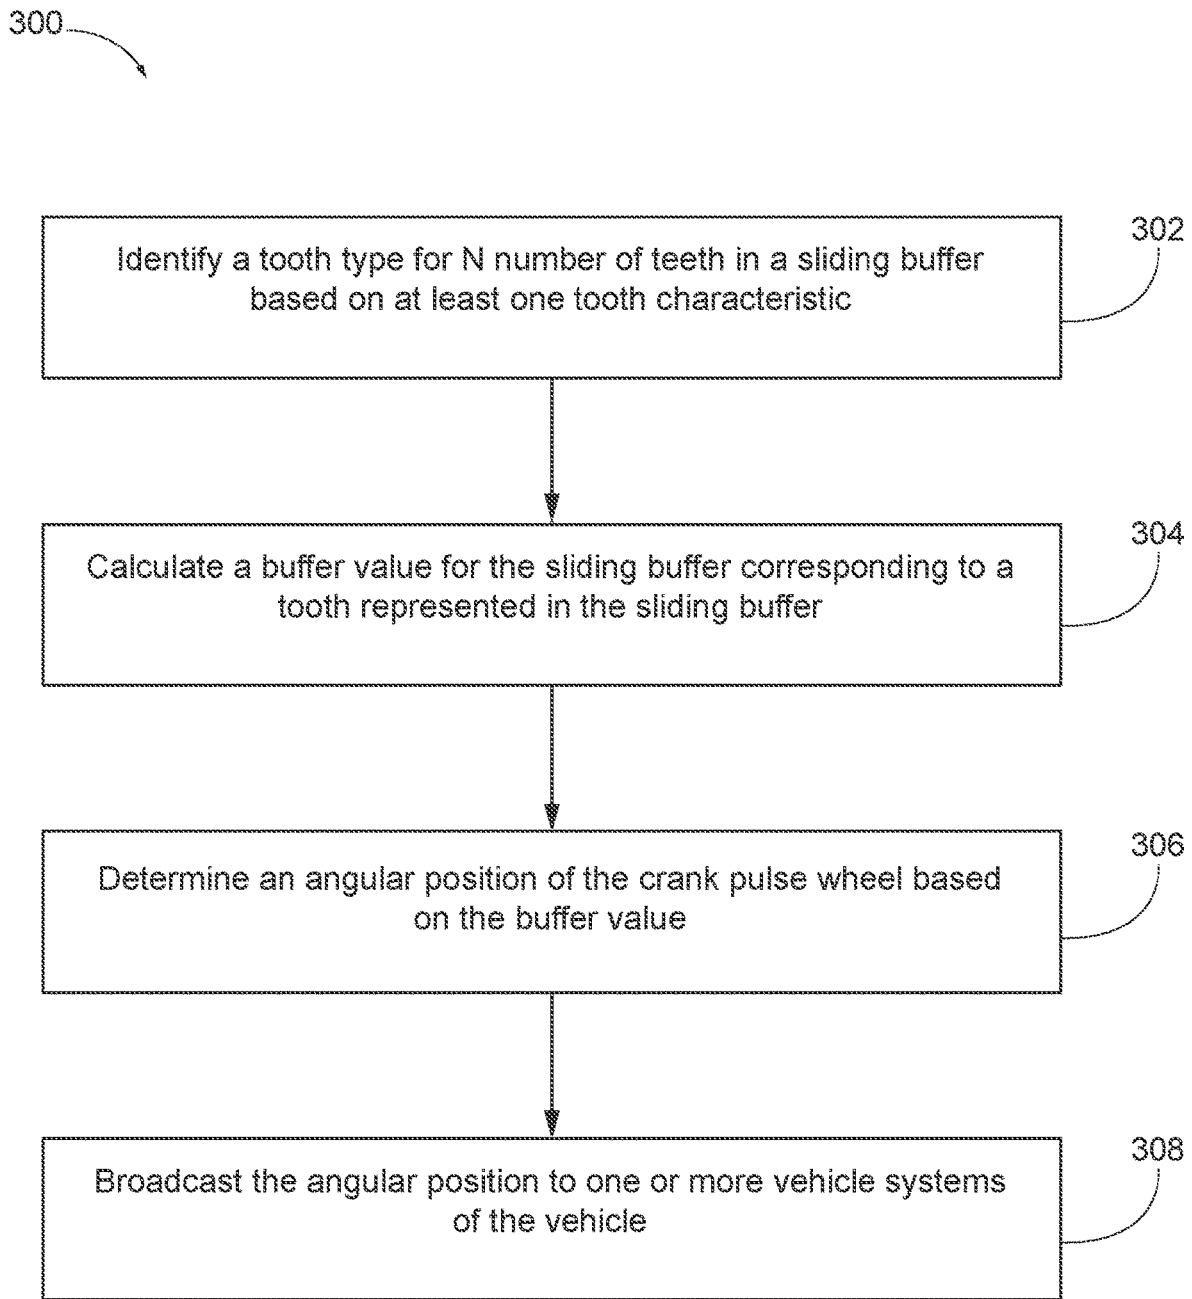 300
302
Identify a tooth type for N number of teeth in a sliding buffer
based on at least one tooth characteristic
304
Calculate a buffer value for the sliding buffer corresponding to a
tooth represented in the sliding buffer
306
Determine an angular position of the crank pulse wheel based
on the buffer value
308
Broadcast the angular position to one or more vehicle systems
of the vehicle